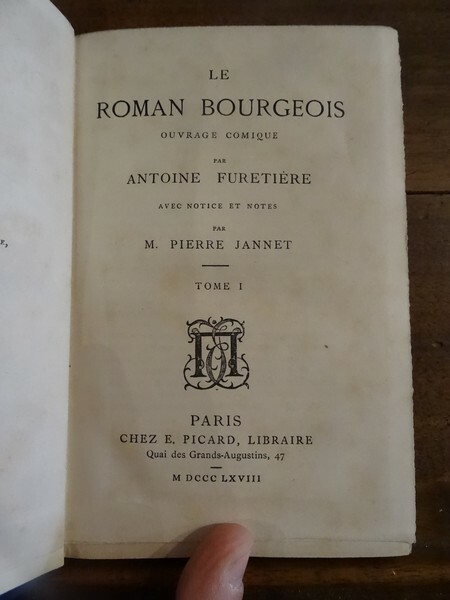 LE
ROMAN BOURGEOIS
OUVRAGE COMIQUE
PAR
ANTOINE FURETIÈRE
AVEC NOTICE ET NOTES
PAR
M. PIERRE JANNET
TOME I
PARIS
CHEZ E. PICARD, LIBRAIRE
Quai des Grands-Augustins, 47
M DCCC LXVIII